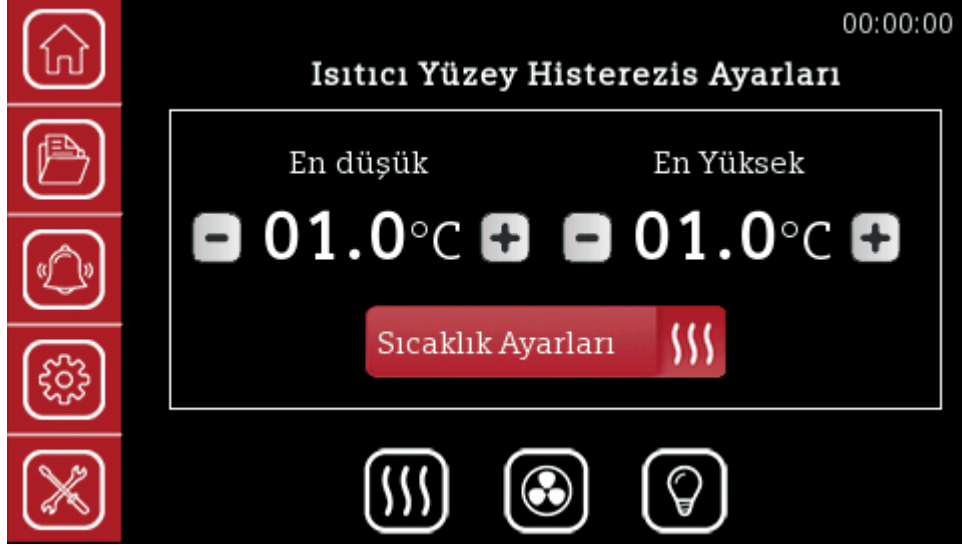 00:00:00
Isıtıcı Yüzey Histerezis Ayarları
En düşük En Yüksek
- 01.0°C + - 01.0°C +
Sıcaklık Ayarları